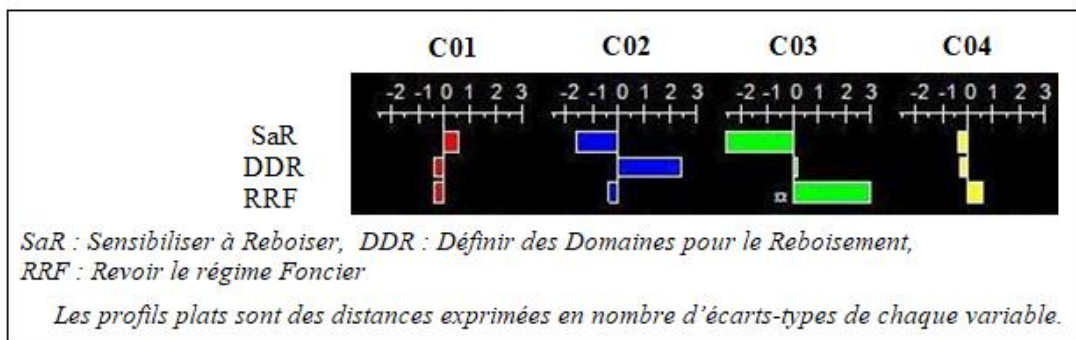 C01 C02 C03 C04
-2 -1 0 1 2 3 -2 -1 0 1 2 3 -2 -1 0 1 2 3 -2 -1 0 1 2 3
SaR
DDR
RRF ¤
SaR : Sensibiliser à Reboiser, DDR : Définir des Domaines pour le Reboisement,
RRF : Revoir le régime Foncier
Les profils plats sont des distances exprimées en nombre d'écarts-types de chaque variable.